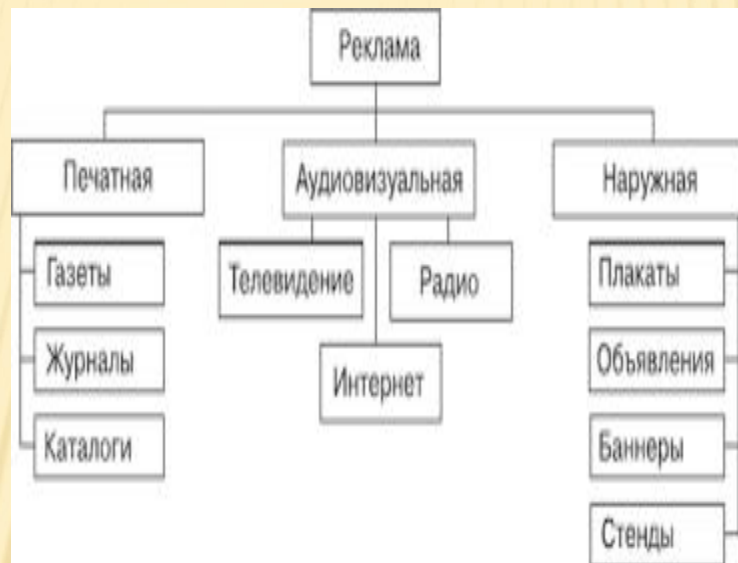 Реклама
Печатная
Аудиовизуальная
Наружная
Газеты
Журналы
Каталоги
Телевидение
Радио
Интернет
Плакаты
Объявления
Баннеры
Стенды